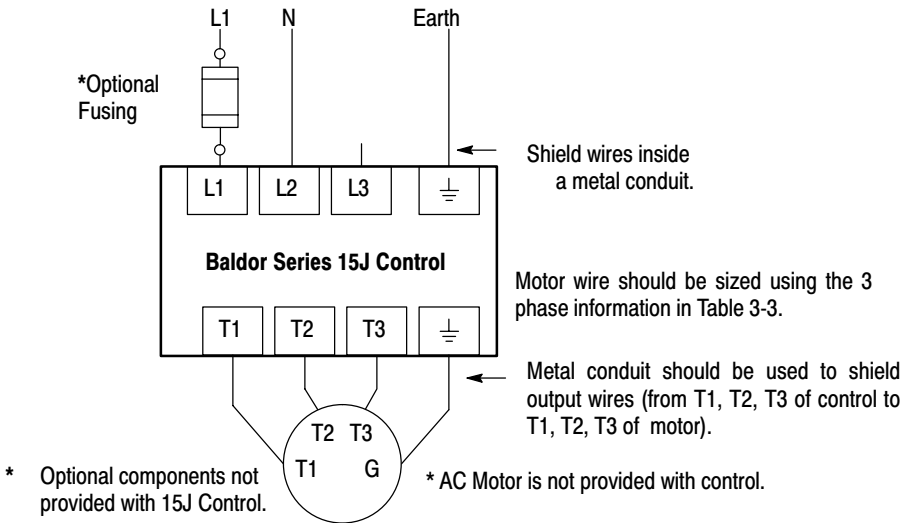 L1 N Earth
*Optional
Fusing
Shield wires inside
a metal conduit.
L1 L2 L3
Baldor Series 15J Control
Motor wire should be sized using the 3
phase information in Table 3-3.
T1 T2 T3
Metal conduit should be used to shield
output wires (from T1, T2, T3 of control to
T1, T2, T3 of motor).
T2 T3
T1 G
* Optional components not
provided with 15J Control.
* AC Motor is not provided with control.